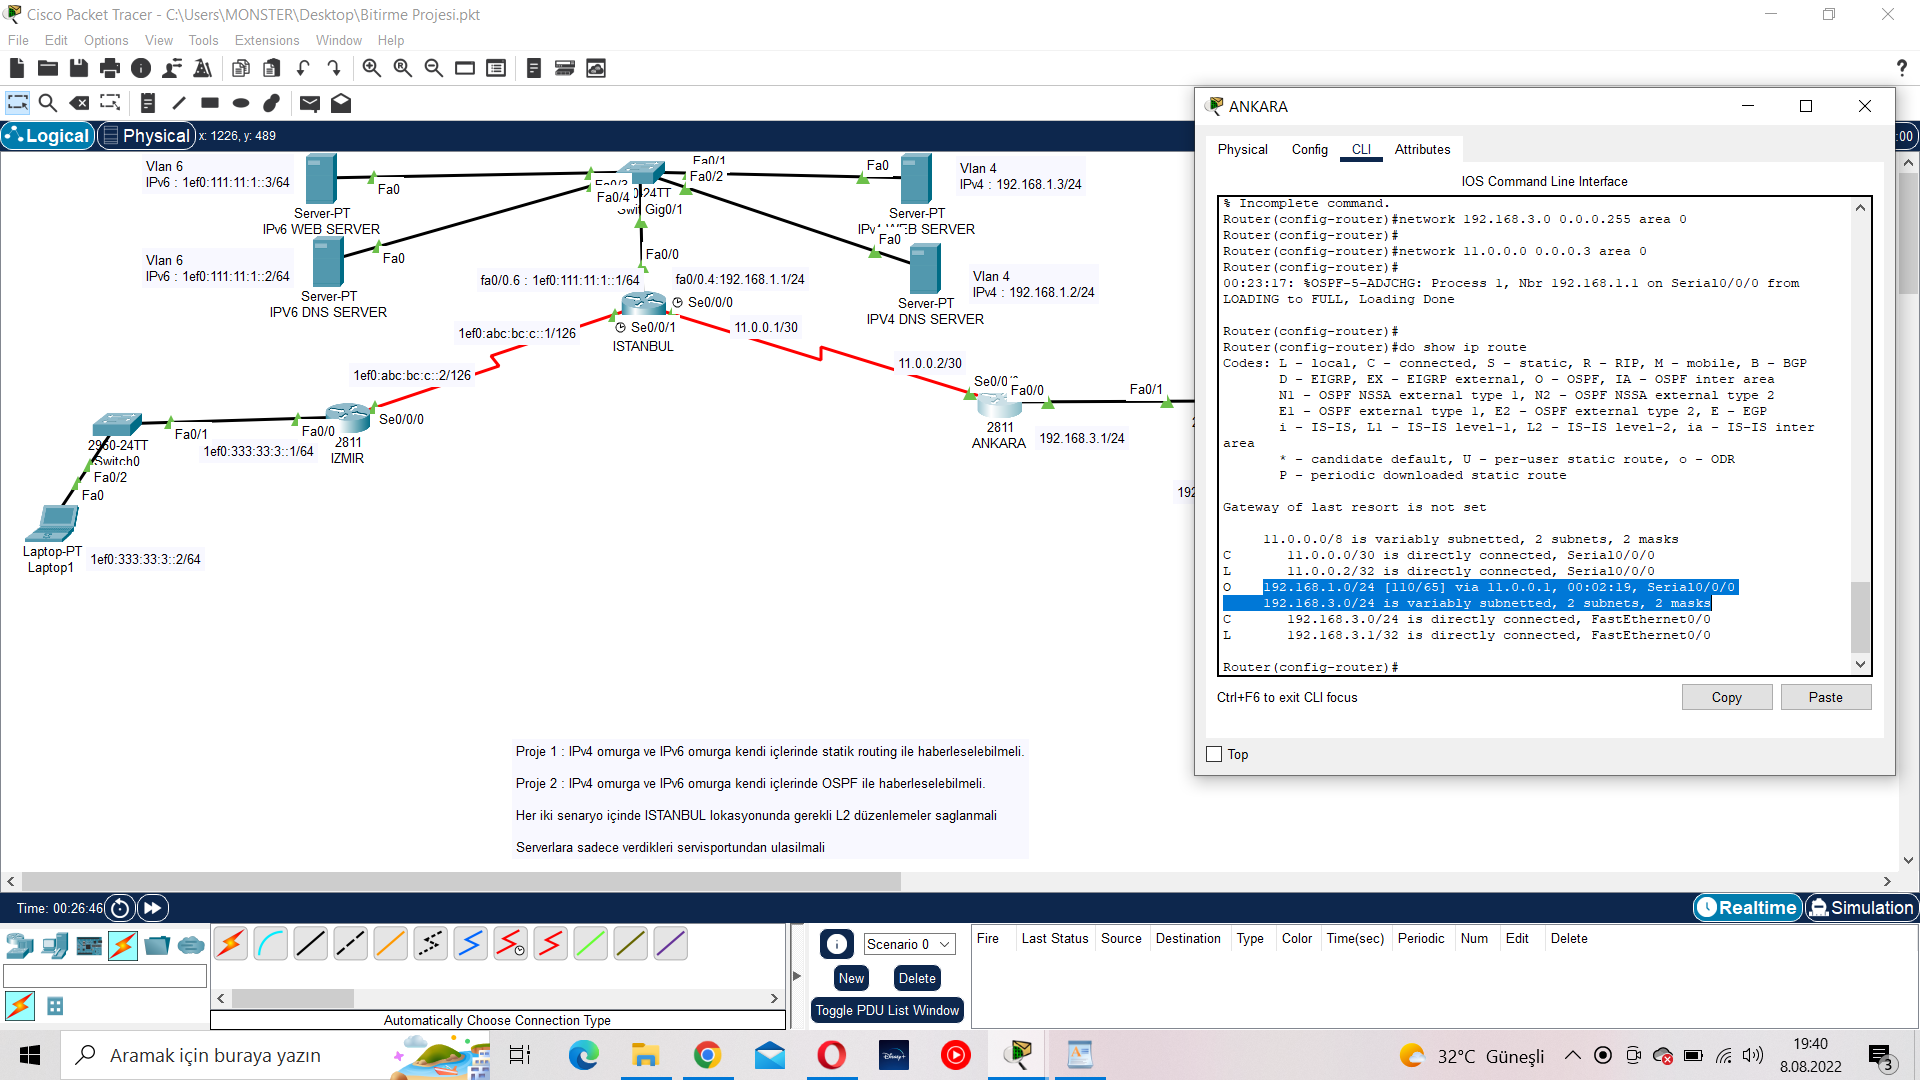 Cisco Packet Tracer - C:\Users\MONSTER\Desktop\Bitirme Projesi.pkt
File Edit Options View Tools Extensions Window Help
?
Logical Physical x: 1226, y: 489
:00
Vlan 6
IPv6 : 1ef0:111:11:1::3/64
Fa0
Server-PT
IPv6 WEB SERVER
Vlan 6
IPv6 : 1ef0:111:11:1::2/64
Fa0
Server-PT
IPV6 DNS SERVER
Fa0/1
Fa0/2
Fa0/3
Fa0/4
24TT
Gig0/1
Fa0
Vlan 4
IPv4 : 192.168.1.3/24
Server-PT
IPv4 WEB SERVER
Fa0
Vlan 4
IPv4 : 192.168.1.2/24
Server-PT
IPV4 DNS SERVER
Fa0/0
fa0/0.6 : 1ef0:111:11:1::1/64
fa0/0.4:192.168.1.1/24
Se0/0/0
Se0/0/1
ISTANBUL
1ef0:abc:bc:c::1/126
11.0.0.1/30
1ef0:abc:bc:c::2/126
11.0.0.2/30
Se0/0/0
Fa0/0
Fa0/1
2811
ANKARA
192.168.3.1/24
Se0/0/0
Fa0/0
2811
IZMIR
Fa0/1
2950-24TT
Switch0
1ef0:333:33:3::1/64
Fa0/2
Fa0
Laptop-PT
Laptop1
1ef0:333:33:3::2/64
192
Proje 1 : IPv4 omurga ve IPv6 omurga kendi içlerinde statik routing ile haberleselebilmeli.
Proje 2 : IPv4 omurga ve IPv6 omurga kendi içlerinde OSPF ile haberleselebilmeli.
Her iki senaryo içinde ISTANBUL lokasyonunda gerekli L2 düzenlemeler saglanmali
Serverlara sadece verdikleri servisportundan ulasilmali
ANKARA
Physical Config CLI Attributes
IOS Command Line Interface
% Incomplete command.
Router(config-router)#network 192.168.3.0 0.0.0.255 area 0
Router(config-router)#
Router(config-router)#network 11.0.0.0 0.0.0.3 area 0
Router(config-router)#
00:23:17: %OSPF-5-ADJCHG: Process 1, Nbr 192.168.1.1 on Serial0/0/0 from
LOADING to FULL, Loading Done
Router(config-router)#
Router(config-router)#do show ip route
Codes: L - local, C - connected, S - static, R - RIP, M - mobile, B - BGP
D - EIGRP, EX - EIGRP external, O - OSPF, IA - OSPF inter area
N1 - OSPF NSSA external type 1, N2 - OSPF NSSA external type 2
E1 - OSPF external type 1, E2 - OSPF external type 2, E - EGP
i - IS-IS, L1 - IS-IS level-1, L2 - IS-IS level-2, ia - IS-IS inter
area
* - candidate default, U - per-user static route, o - ODR
P - periodic downloaded static route
Gateway of last resort is not set
11.0.0.0/8 is variably subnetted, 2 subnets, 2 masks
C 11.0.0.0/30 is directly connected, Serial0/0/0
L 11.0.0.2/32 is directly connected, Serial0/0/0
O 192.168.1.0/24 [110/65] via 11.0.0.1, 00:02:19, Serial0/0/0
192.168.3.0/24 is variably subnetted, 2 subnets, 2 masks
C 192.168.3.0/24 is directly connected, FastEthernet0/0
L 192.168.3.1/32 is directly connected, FastEthernet0/0
Router(config-router)#
Ctrl+F6 to exit CLI focus
Copy Paste
Top
Time: 00:26:46
Realtime Simulation
Automatically Choose Connection Type
Scenario 0
New Delete
Toggle PDU List Window
Fire Last Status Source Destination Type Color Time(sec) Periodic Num Edit Delete
Aramak için buraya yazın
Disney+
32°C Güneşli
19:40
8.08.2022
3